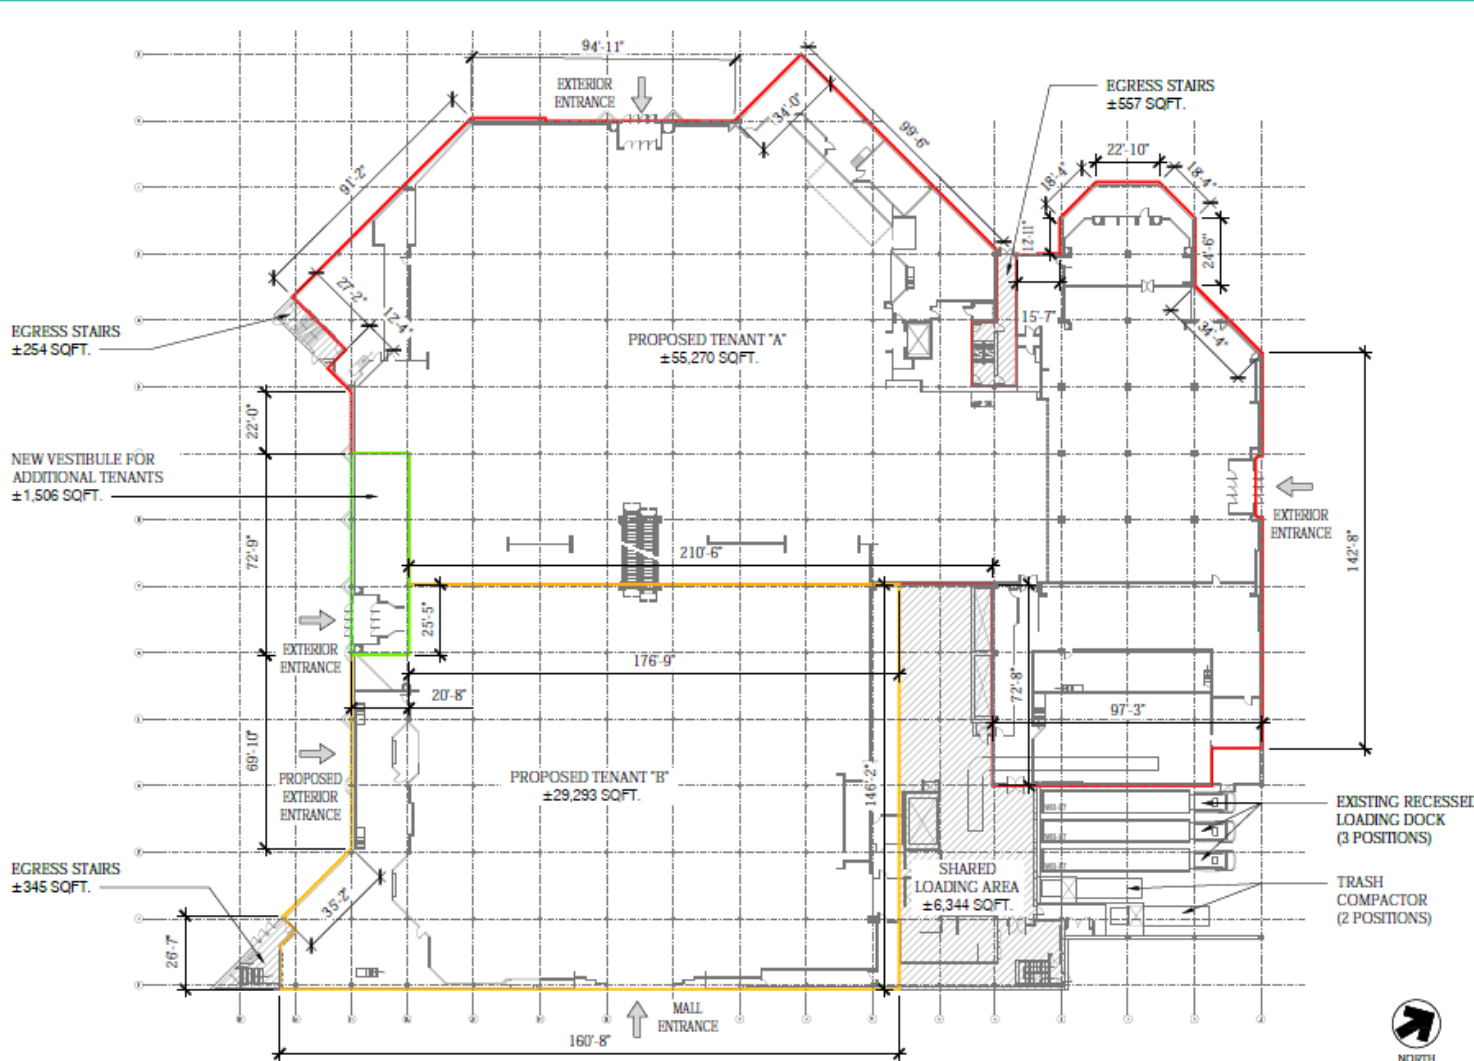 94'-11"
EXTERIOR
ENTRANCE
EGRESS STAIRS
±557 SQFT.
34'-0"
99'-6"
91'-2"
22'-10"
18'-4"
18'-4"
12'-11"
24'-6"
27'-2"
12'-4"
15'-7"
34'-4"
EGRESS STAIRS
±254 SQFT.
PROPOSED TENANT "A"
±55,270 SQFT.
22'-0"
NEW VESTIBULE FOR
ADDITIONAL TENANTS
±1,506 SQFT.
EXTERIOR
ENTRANCE
142'-8"
72'-9"
210'-6"
25'-5"
EXTERIOR
ENTRANCE
176'-9"
20'-8"
72'-8"
97'-3"
69'-10"
PROPOSED
EXTERIOR
ENTRANCE
PROPOSED TENANT "B"
±29,293 SQFT.
146'-2"
EXISTING RECESSED
LOADING DOCK
(3 POSITIONS)
EGRESS STAIRS
±345 SQFT.
SHARED
LOADING AREA
±6,344 SQFT.
TRASH
COMPACTOR
(2 POSITIONS)
35'-2"
26'-7"
MALL
ENTRANCE
160'-8"
NORTH